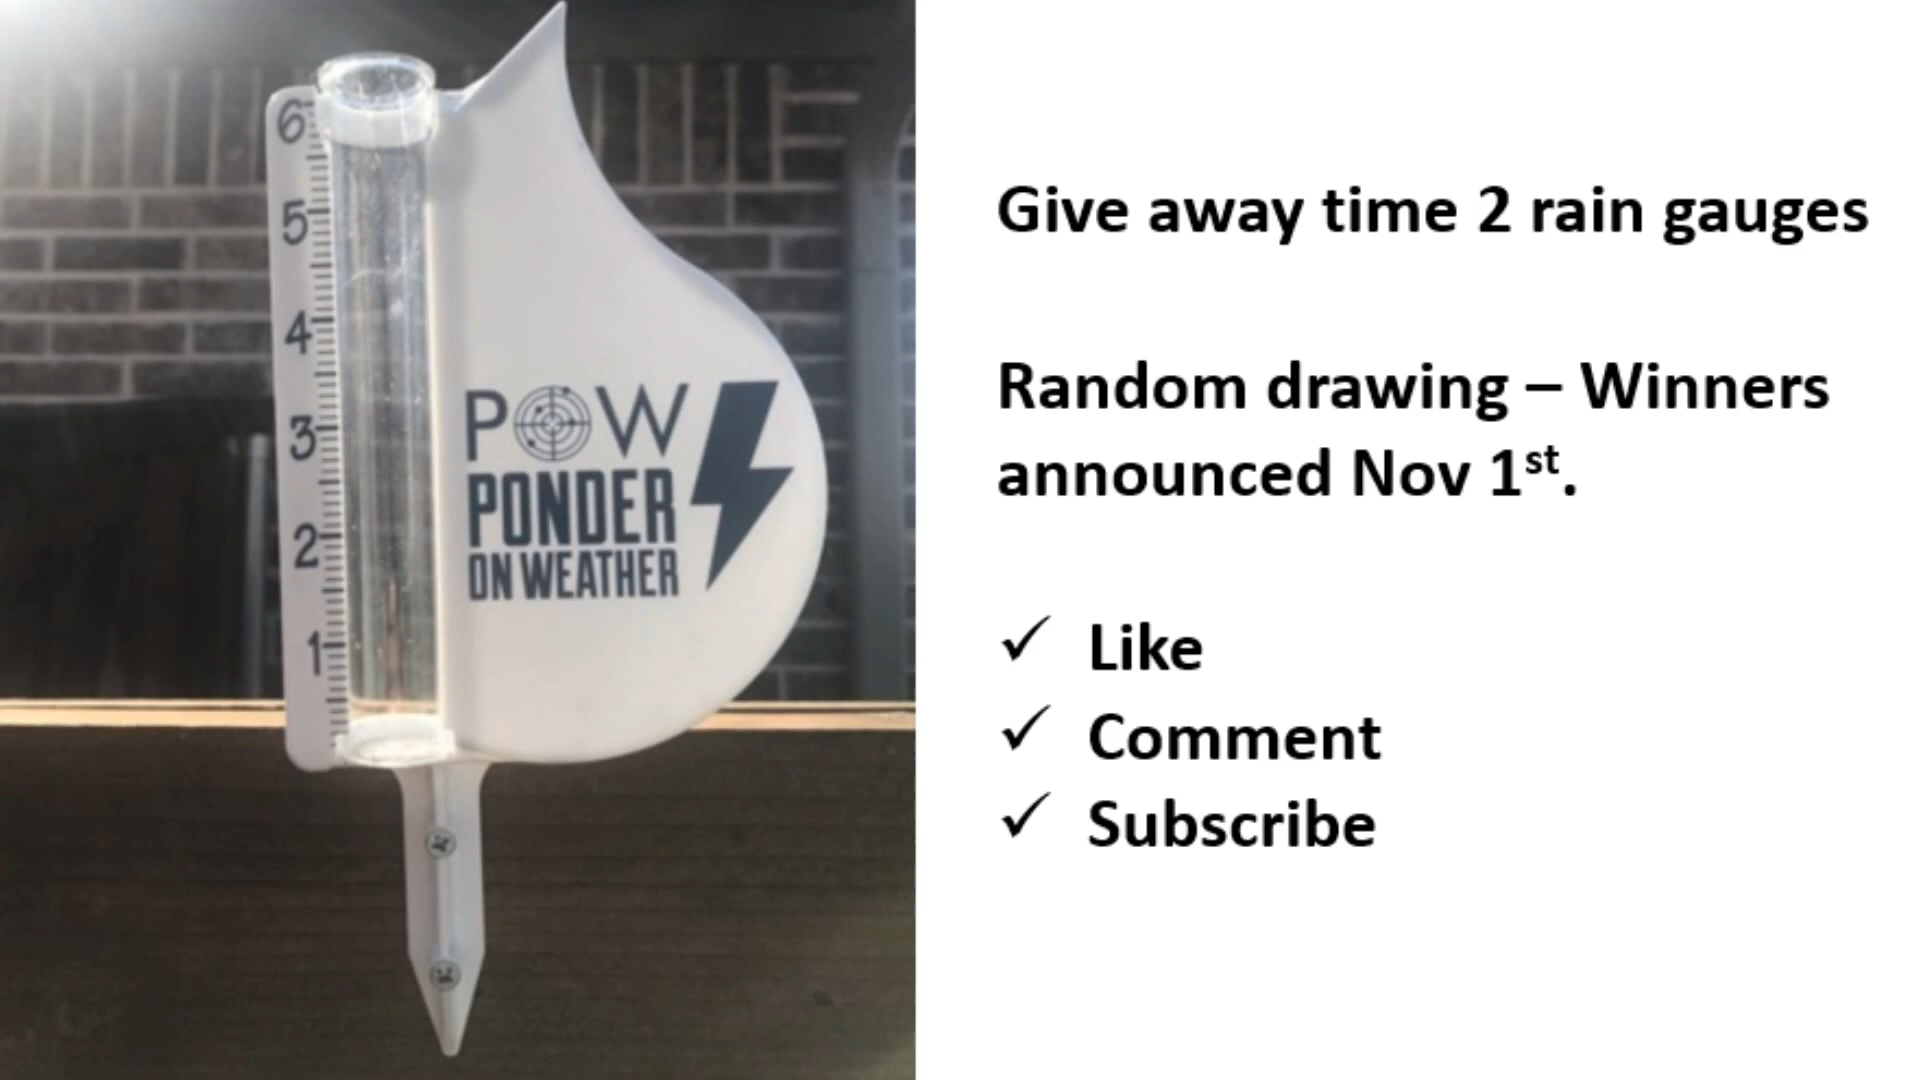 6
5
4
3
2
1
POW
PONDER
ON WEATHER
Give away time 2 rain gauges
Random drawing – Winners
announced Nov 1st.
✓ Like
✓ Comment
✓ Subscribe